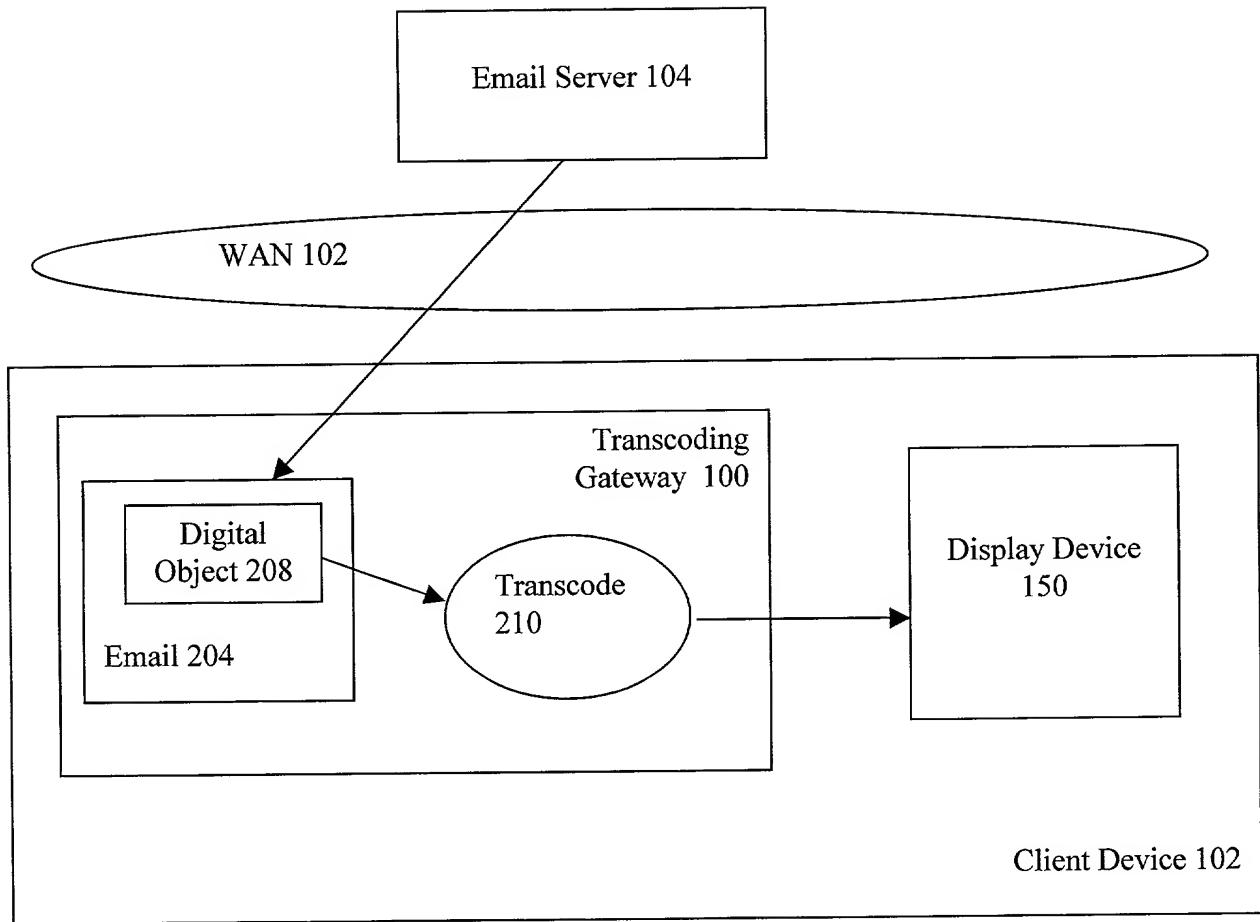 Email Server 104
WAN 102
Transcoding
Gateway 100
Digital
Object 208
Email 204
Transcode
210
Display Device
150
Client Device 102